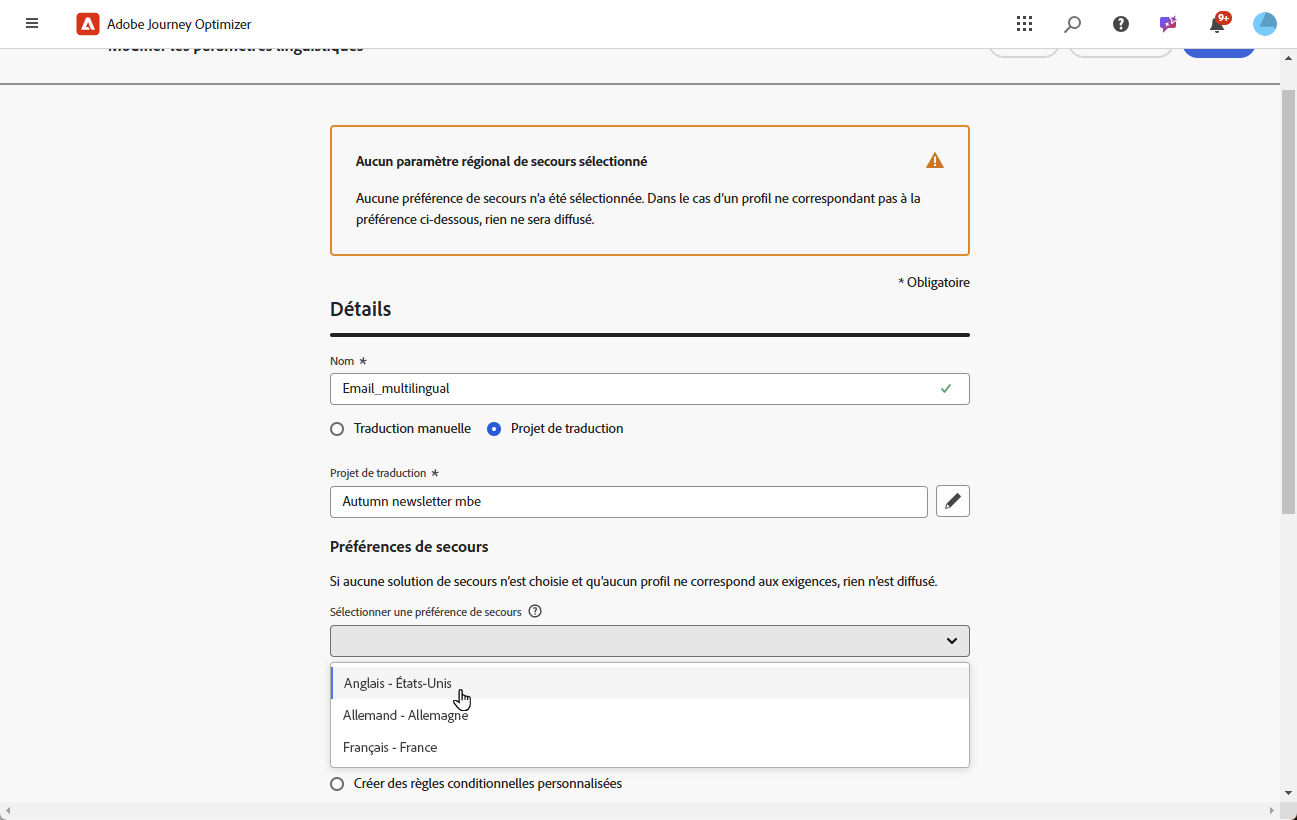 Adobe Journey Optimizer
9+
Modifier les paramètres linguistiques
Aucun paramètre régional de secours sélectionné
Aucune préférence de secours n'a été sélectionnée. Dans le cas d'un profil ne correspondant pas à la
préférence ci-dessous, rien ne sera diffusé.
* Obligatoire
Détails
Nom *
Email_multilingual
Traduction manuelle
Projet de traduction
Projet de traduction *
Autumn newsletter mbe
Préférences de secours
Si aucune solution de secours n'est choisie et qu'aucun profil ne correspond aux exigences, rien n'est diffusé.
Sélectionner une préférence de secours
Anglais - États-Unis
Allemand - Allemagne
Français - France
Créer des règles conditionnelles personnalisées